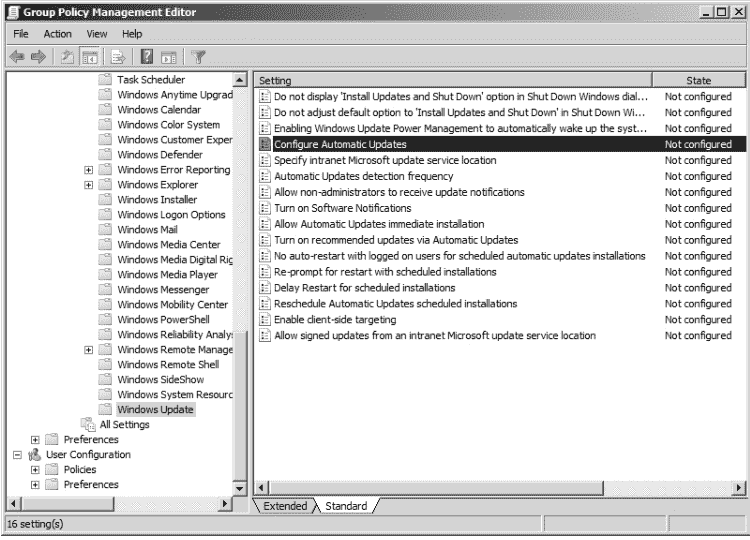 Group Policy Management Editor
File Action View Help
Task Scheduler
Windows Anytime Upgrad
Windows Calendar
Windows Color System
Windows Customer Exper
Windows Defender
Windows Error Reporting
Windows Explorer
Windows Installer
Windows Logon Options
Windows Mail
Windows Media Center
Windows Media Digital Rig
Windows Media Player
Windows Messenger
Windows Mobility Center
Windows PowerShell
Windows Reliability Analys
Windows Remote Manage
Windows Remote Shell
Windows SideShow
Windows System Resourc
Windows Update
All Settings
Preferences
User Configuration
Policies
Preferences
Setting State
Do not display 'Install Updates and Shut Down' option in Shut Down Windows dial... Not configured
Do not adjust default option to 'Install Updates and Shut Down' in Shut Down Wi... Not configured
Enabling Windows Update Power Management to automatically wake up the syst... Not configured
Configure Automatic Updates Not configured
Specify intranet Microsoft update service location Not configured
Automatic Updates detection frequency Not configured
Allow non-administrators to receive update notifications Not configured
Turn on Software Notifications Not configured
Allow Automatic Updates immediate installation Not configured
Turn on recommended updates via Automatic Updates Not configured
No auto-restart with logged on users for scheduled automatic updates installations Not configured
Re-prompt for restart with scheduled installations Not configured
Delay Restart for scheduled installations Not configured
Reschedule Automatic Updates scheduled installations Not configured
Enable client-side targeting Not configured
Allow signed updates from an intranet Microsoft update service location Not configured
Extended Standard
16 setting(s)